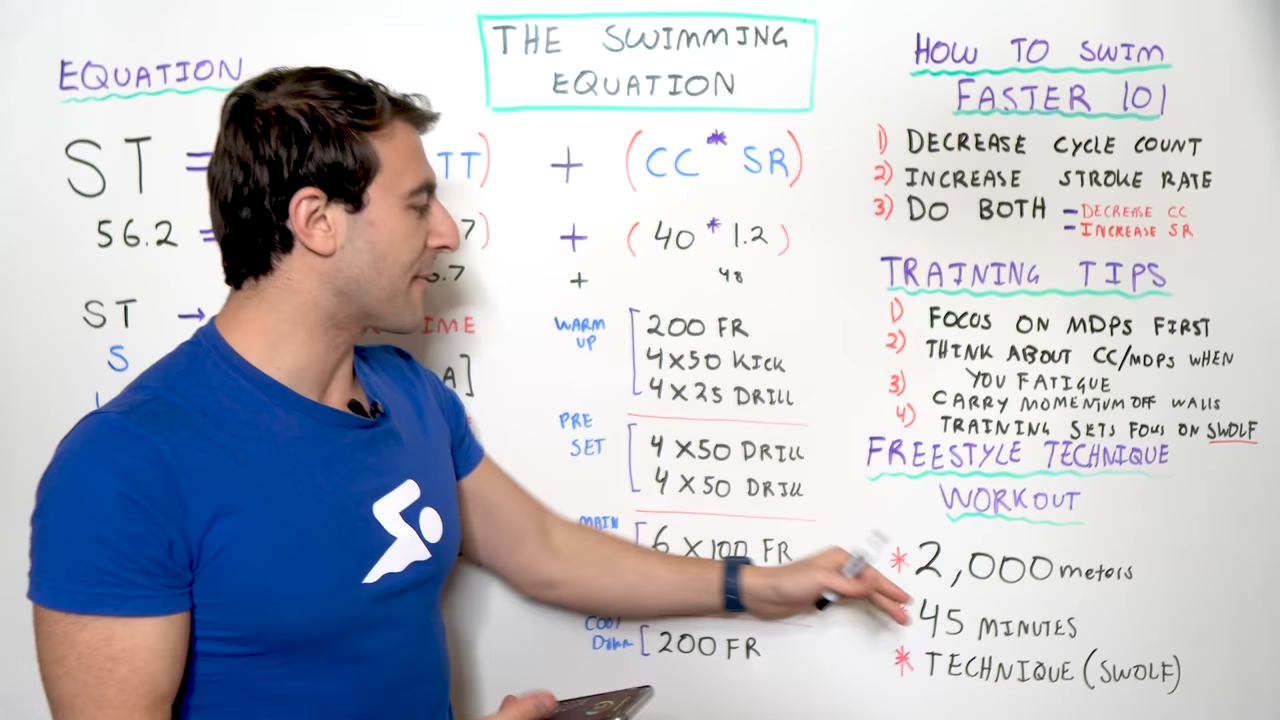 THE SWIMMING
EQUATION
EQUATION
ST = TT) + (CC * SR)
56.2 = 7) + (40 * 1.2)
.7 + 48
ST → IME
S A]
WARM
UP
200 FR
4X50 KICK
4 X 25 DRILL
PRE
SET
4 X50 DRILL
4 X 50 DRILL
MAIN
6 X 100 FR
COOL
DOWN
200 FR
HOW TO SWIM
FASTER 101
1) DECREASE CYCLE COUNT
2) INCREASE STROKE RATE
3) DO BOTH - DECREASE CC
- INCREASE SR
TRAINING TIPS
1) FOCUS ON MDPS FIRST
2) THINK ABOUT CC/MDPS WHEN
YOU FATIGUE
3) CARRY MOMENTUM OFF WALLS
4) TRAINING SETS FOUS ON SWOLF
FREESTYLE TECHNIQUE
WORKOUT
* 2,000 meters
45 MINUTES
* TECHNIQUE (SWOLF)